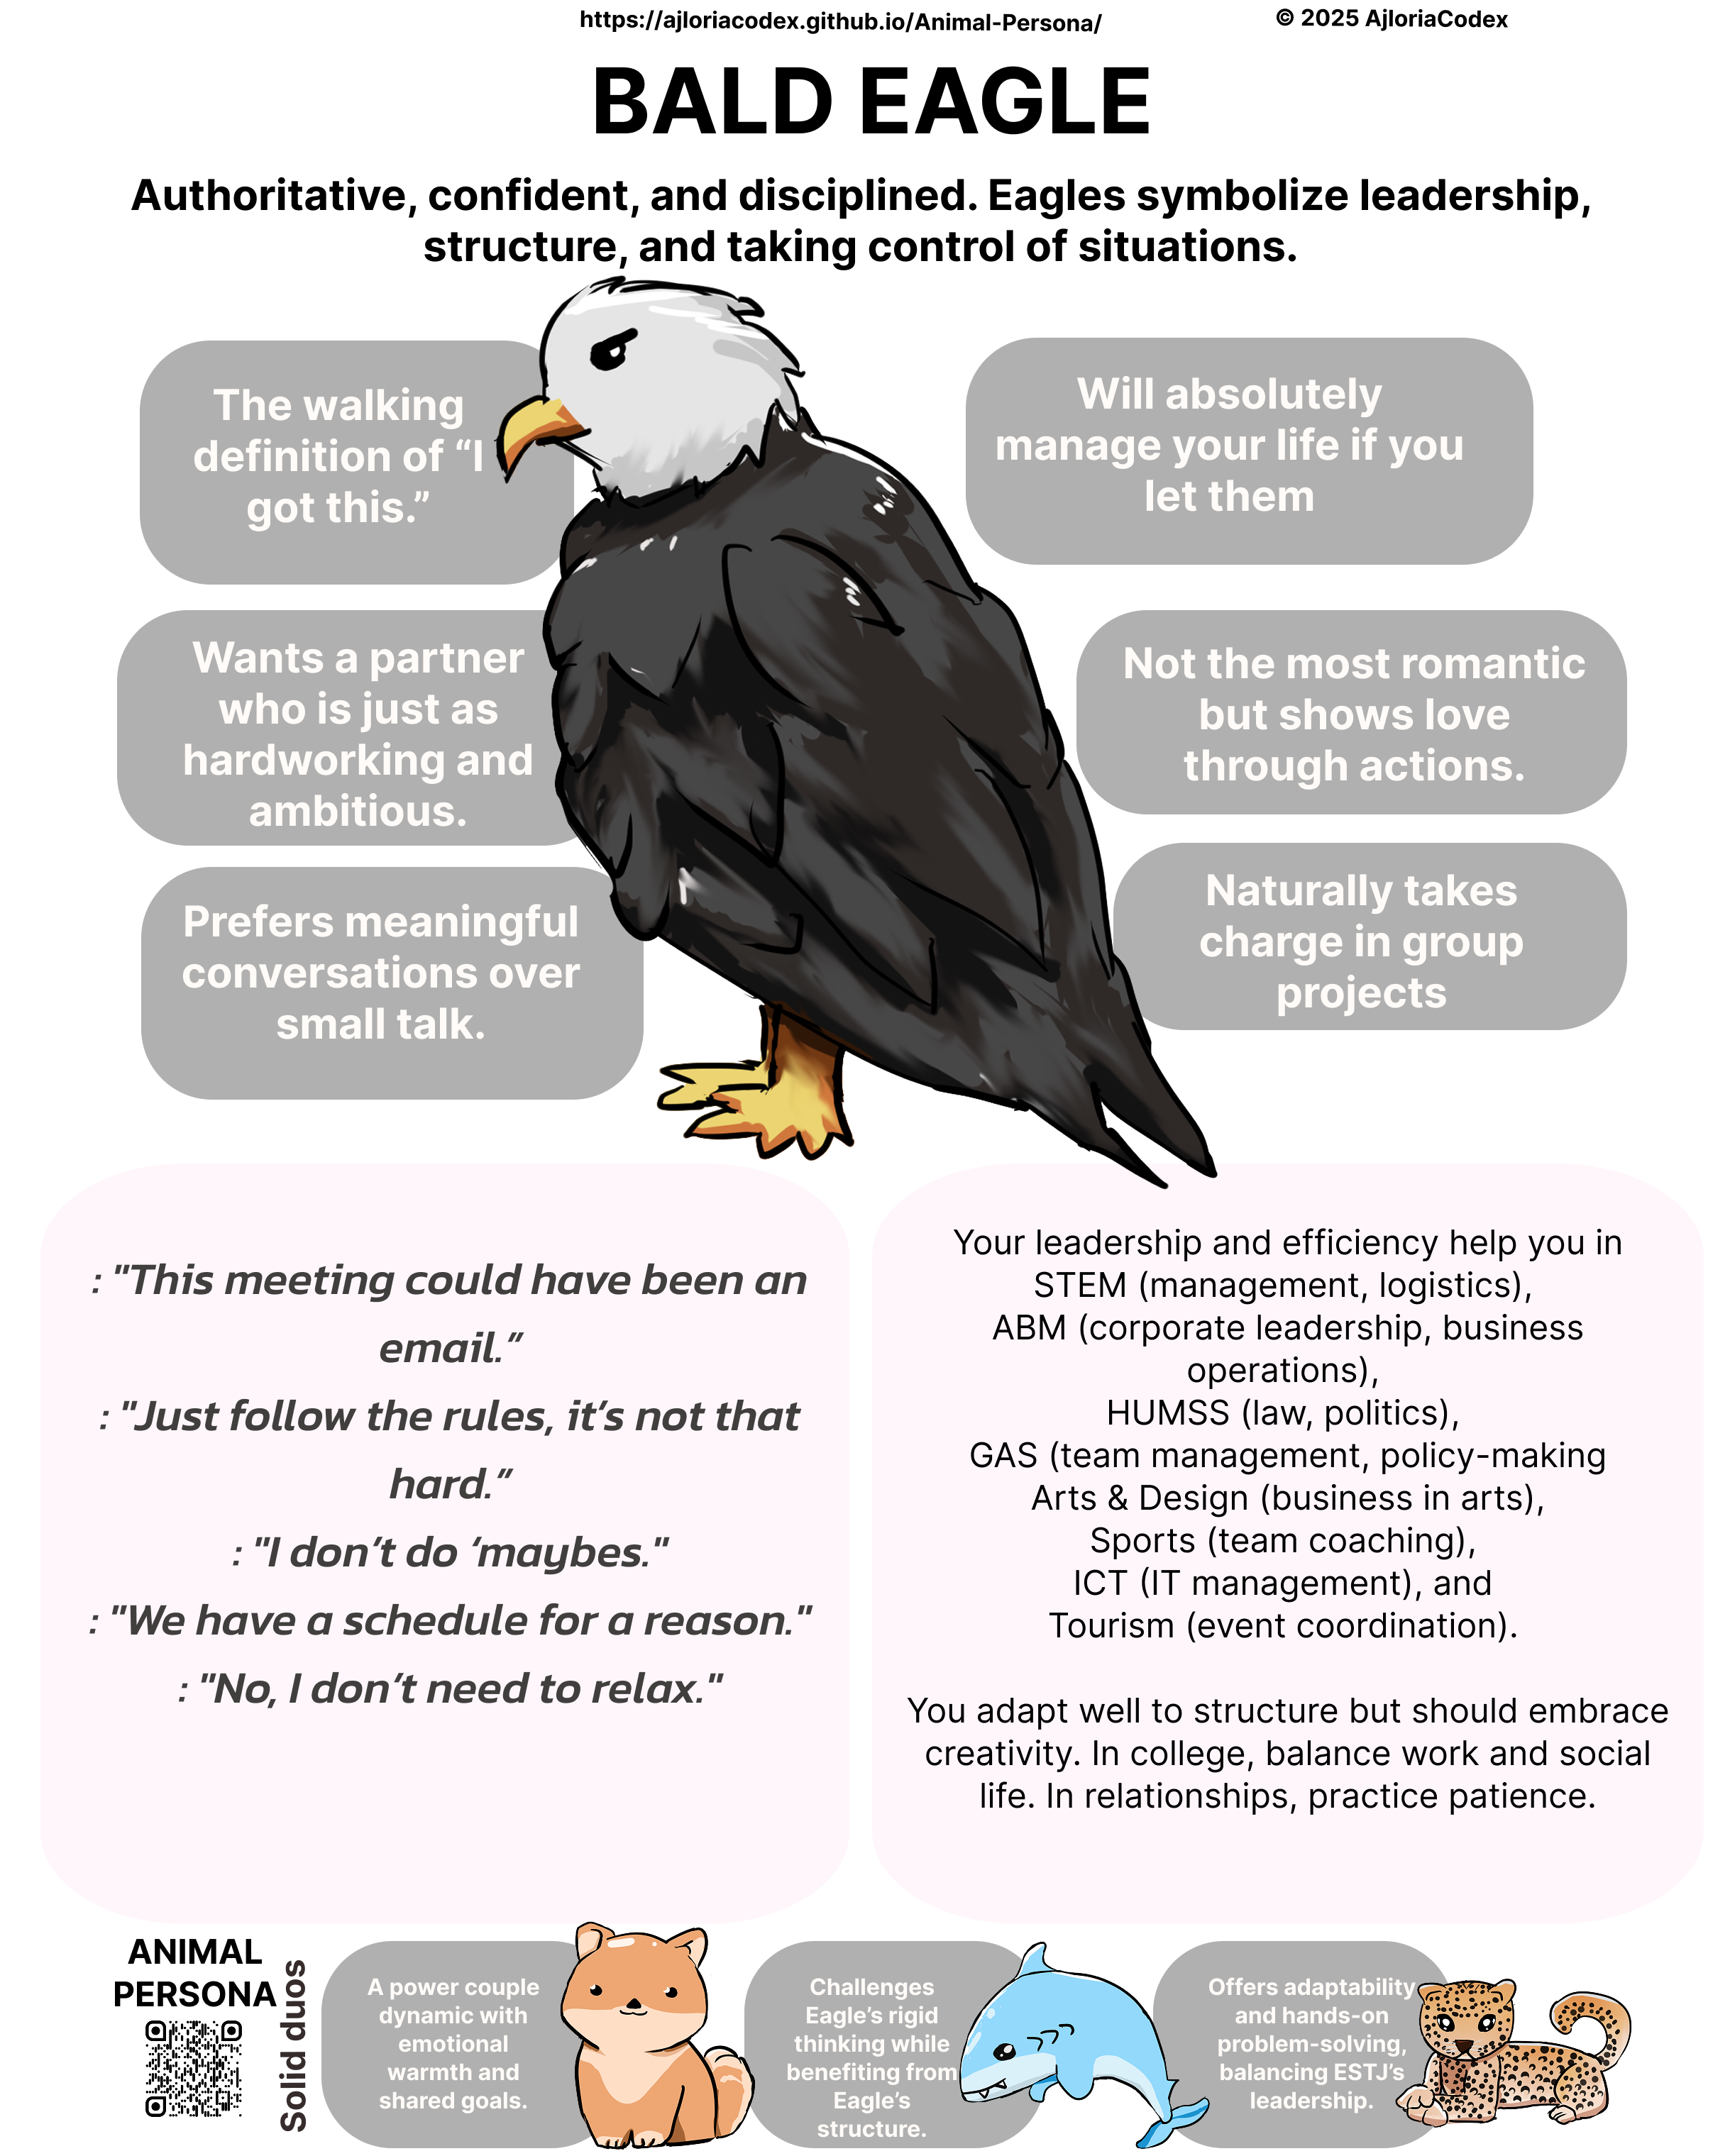 https://ajloriacodex.github.io/Animal-Persona/
© 2025 AjloriaCodex
BALD EAGLE
Authoritative, confident, and disciplined. Eagles symbolize leadership,
structure, and taking control of situations.
The walking
definition of “I
got this.”
Will absolutely
manage your life if you
let them
Wants a partner
who is just as
hardworking and
ambitious.
Not the most romantic
but shows love
through actions.
Prefers meaningful
conversations over
small talk.
Naturally takes
charge in group
projects
: "This meeting could have been an
email.”
: "Just follow the rules, it’s not that
hard.”
: "I don‘t do ‘maybes."
: "We have a schedule for a reason."
: "No, I don’t need to relax."
Your leadership and efficiency help you in
STEM (management, logistics),
ABM (corporate leadership, business
operations),
HUMSS (law, politics),
GAS (team management, policy-making
Arts & Design (business in arts),
Sports (team coaching),
ICT (IT management), and
Tourism (event coordination).
You adapt well to structure but should embrace
creativity. In college, balance work and social
life. In relationships, practice patience.
ANIMAL
PERSONA
Solid duos
A power couple
dynamic with
emotional
warmth and
shared goals.
Challenges
Eagle’s rigid
thinking while
benefiting from
Eagle’s
structure.
Offers adaptability
and hands-on
problem-solving,
balancing ESTJ’s
leadership.